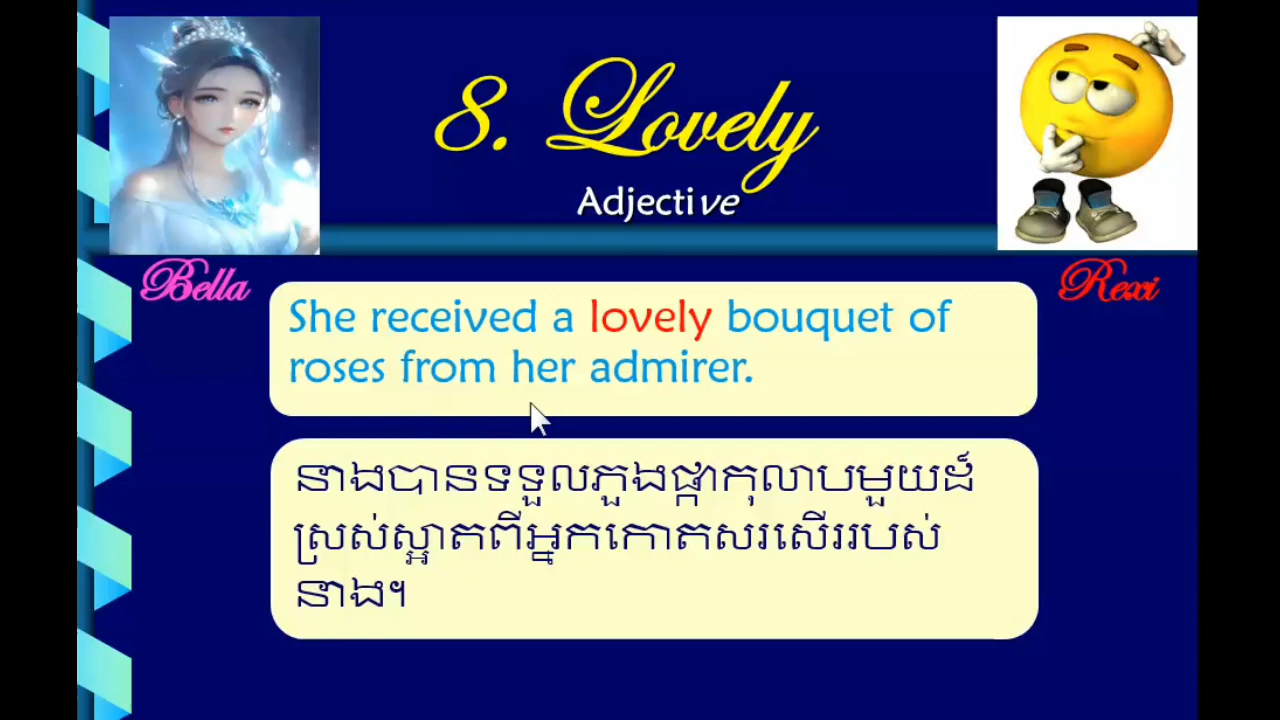 8. Lovely
Adjective
Bella
Rexi
She received a lovely bouquet of
roses from her admirer.
នាងបានទទួលភួងផ្កាកុលាបមួយដ៏
ស្រស់ស្អាតពីអ្នកកោតសរសើររបស់
នាង។